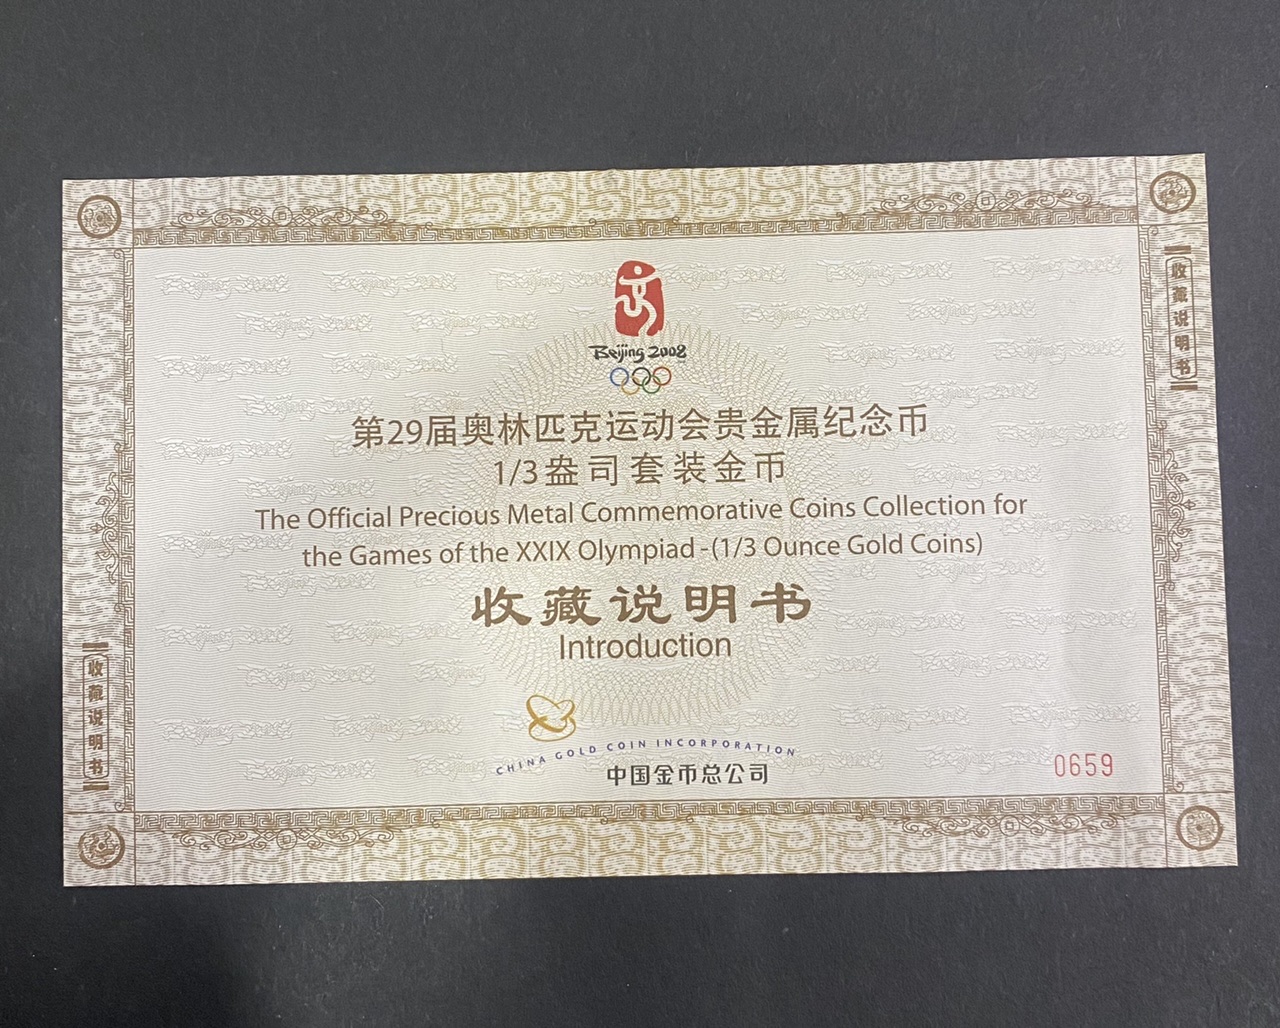 收藏说明书
Beijing 2008
第29届奥林匹克运动会贵金属纪念币
1/3盎司套装金币
The Official Precious Metal Commemorative Coins Collection for
the Games of the XXIX Olympiad -(1/3 Ounce Gold Coins)
收藏说明书
Introduction
收藏说明书
CHINA GOLD COIN INCORPORATION
中国金币总公司
0659